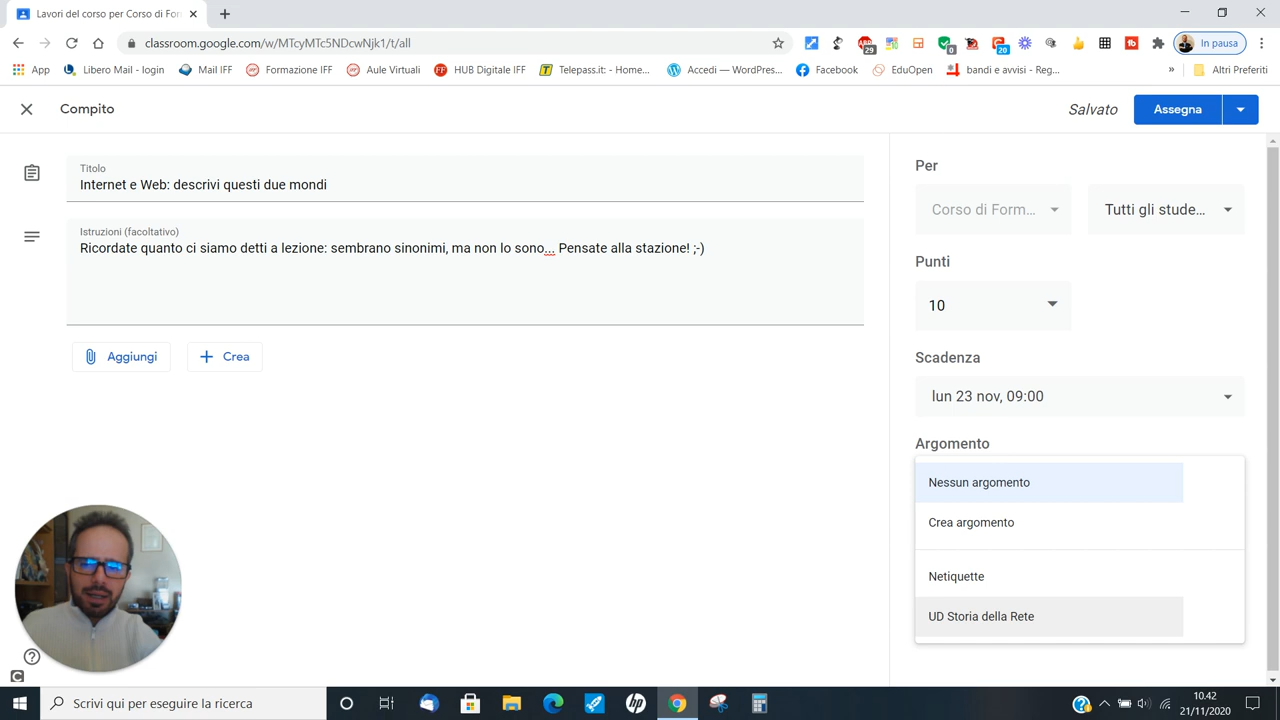 Lavori del corso per Corso di For
classroom.google.com/w/MTcyMTc5NDcwNjk1/t/all
29
0
20
In pausa
App
Libero Mail - login
Mail IFF
Formazione IFF
Aule Virtuali
HUB Digitale IFF
Telepass.it: - Home...
Accedi — WordPres...
Facebook
EduOpen
bandi e avvisi - Reg...
»
Altri Preferiti
Compito
Salvato
Assegna
Titolo
Internet e Web: descrivi questi due mondi
Istruzioni (facoltativo)
Ricordate quanto ci siamo detti a lezione: sembrano sinonimi, ma non lo sono... Pensate alla stazione! ;-)
Aggiungi
Crea
Per
Corso di Form...
Tutti gli stude...
Punti
10
Scadenza
lun 23 nov, 09:00
Argomento
Nessun argomento
Crea argomento
Netiquette
UD Storia della Rete
Scrivi qui per eseguire la ricerca
10.42
21/11/2020